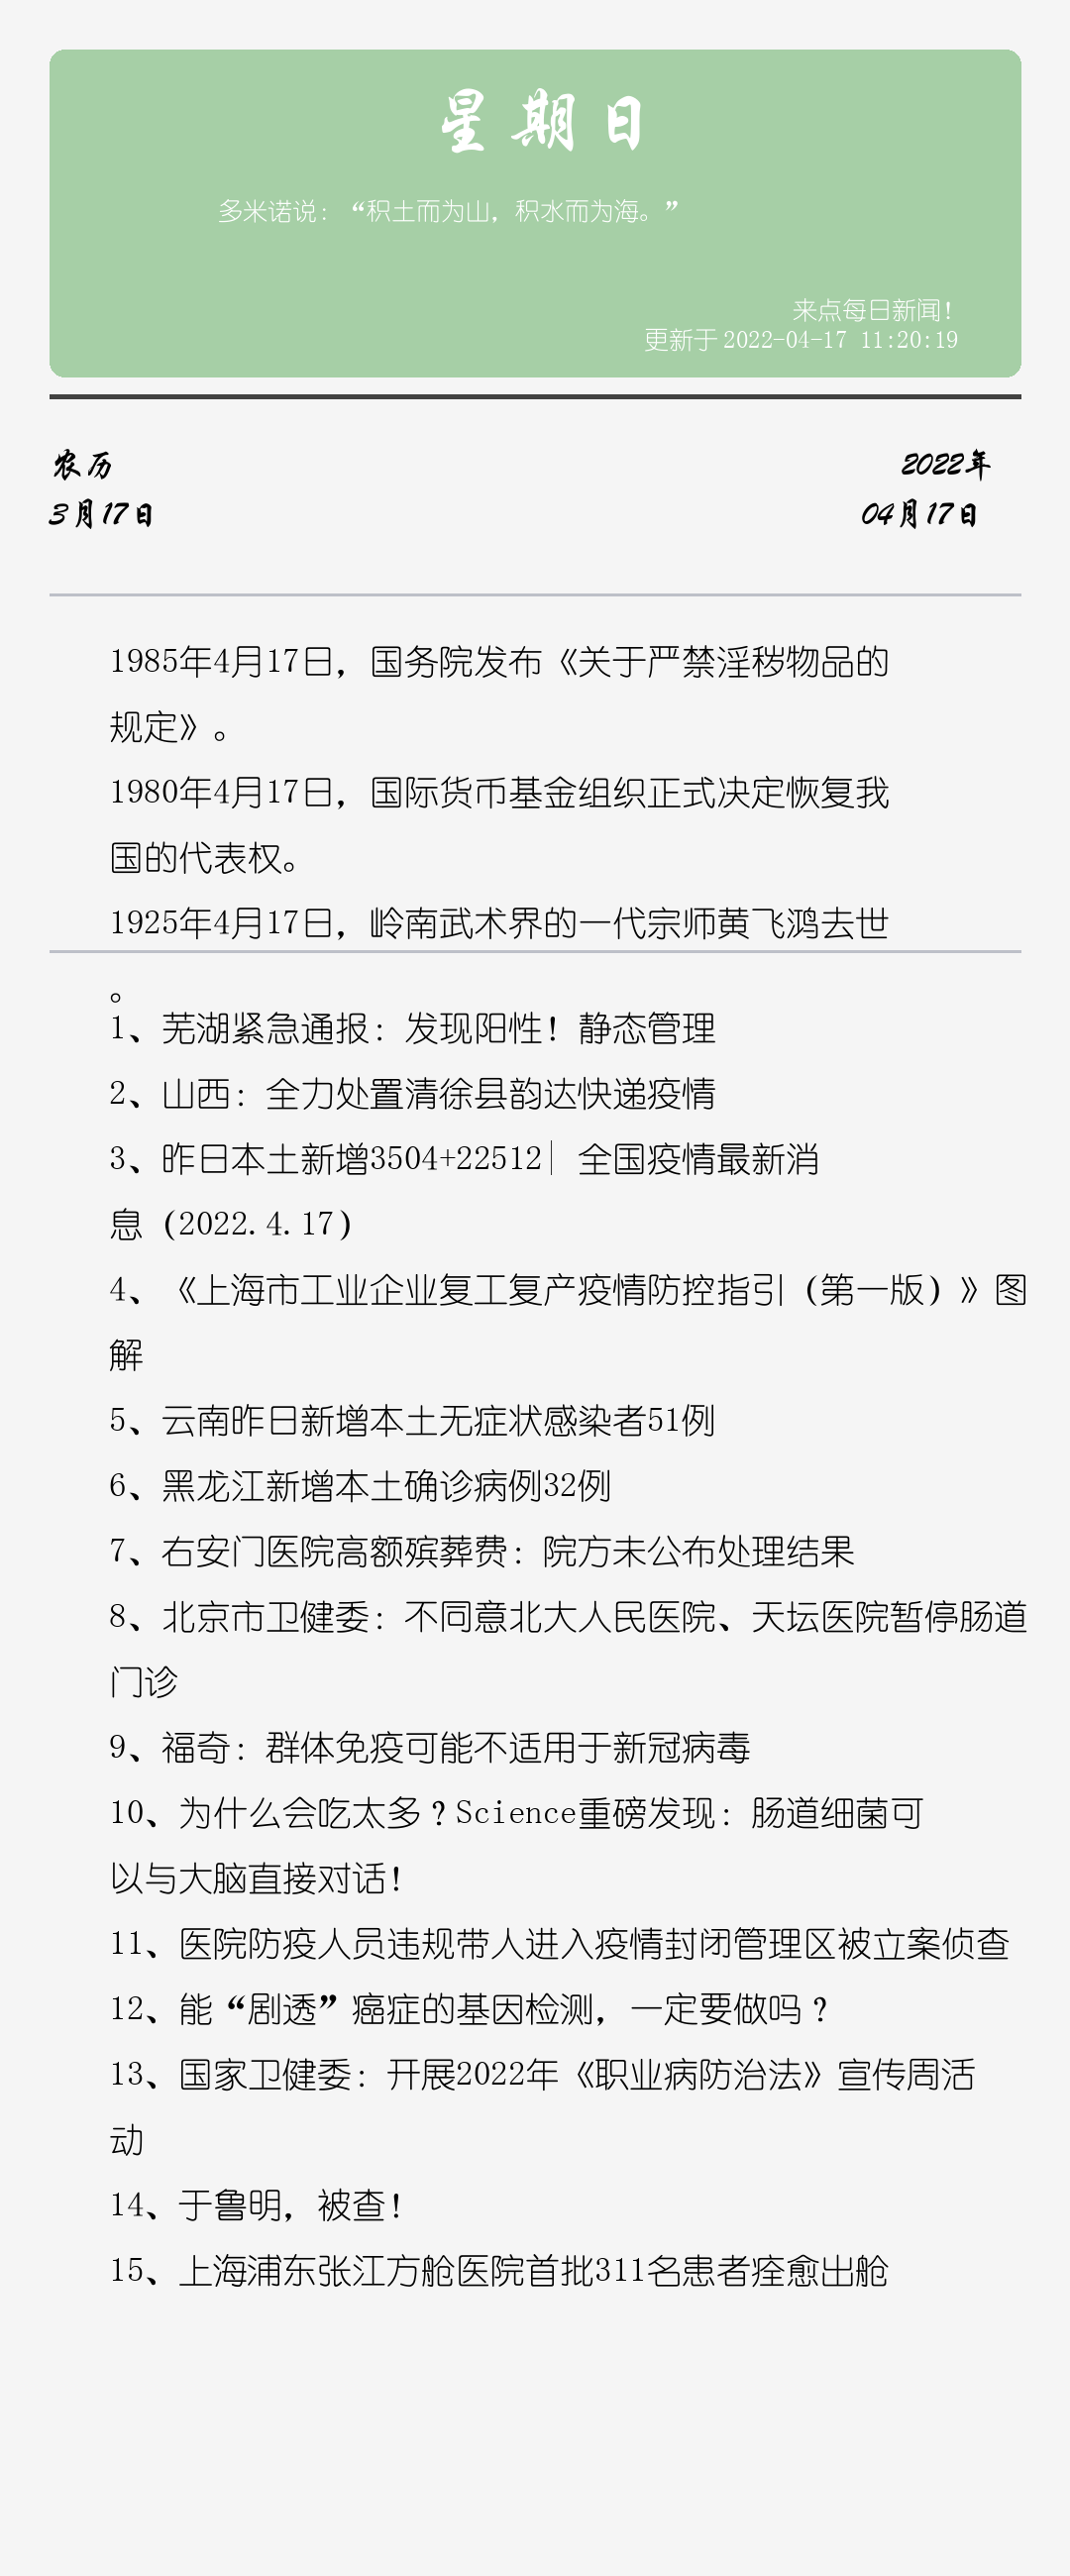 星期日
多米诺说：“积土而为山，积水而为海。”
来点每日新闻！
更新于 2022-04-17 11:20:19
农历
2022年
3月17日
04月17日
1985年4月17日，国务院发布《关于严禁淫秽物品的
规定》。
1980年4月17日，国际货币基金组织正式决定恢复我
国的代表权。
1925年4月17日，岭南武术界的一代宗师黄飞鸿去世
。
1、芜湖紧急通报：发现阳性！静态管理
2、山西：全力处置清徐县韵达快递疫情
3、昨日本土新增3504+22512| 全国疫情最新消
息（2022.4.17）
4、《上海市工业企业复工复产疫情防控指引（第一版）》图
解
5、云南昨日新增本土无症状感染者51例
6、黑龙江新增本土确诊病例32例
7、右安门医院高额殡葬费：院方未公布处理结果
8、北京市卫健委：不同意北大人民医院、天坛医院暂停肠道
门诊
9、福奇：群体免疫可能不适用于新冠病毒
10、为什么会吃太多？Science重磅发现：肠道细菌可
以与大脑直接对话！
11、医院防疫人员违规带人进入疫情封闭管理区被立案侦查
12、能“剧透”癌症的基因检测，一定要做吗？
13、国家卫健委：开展2022年《职业病防治法》宣传周活
动
14、于鲁明，被查！
15、上海浦东张江方舱医院首批311名患者痊愈出舱